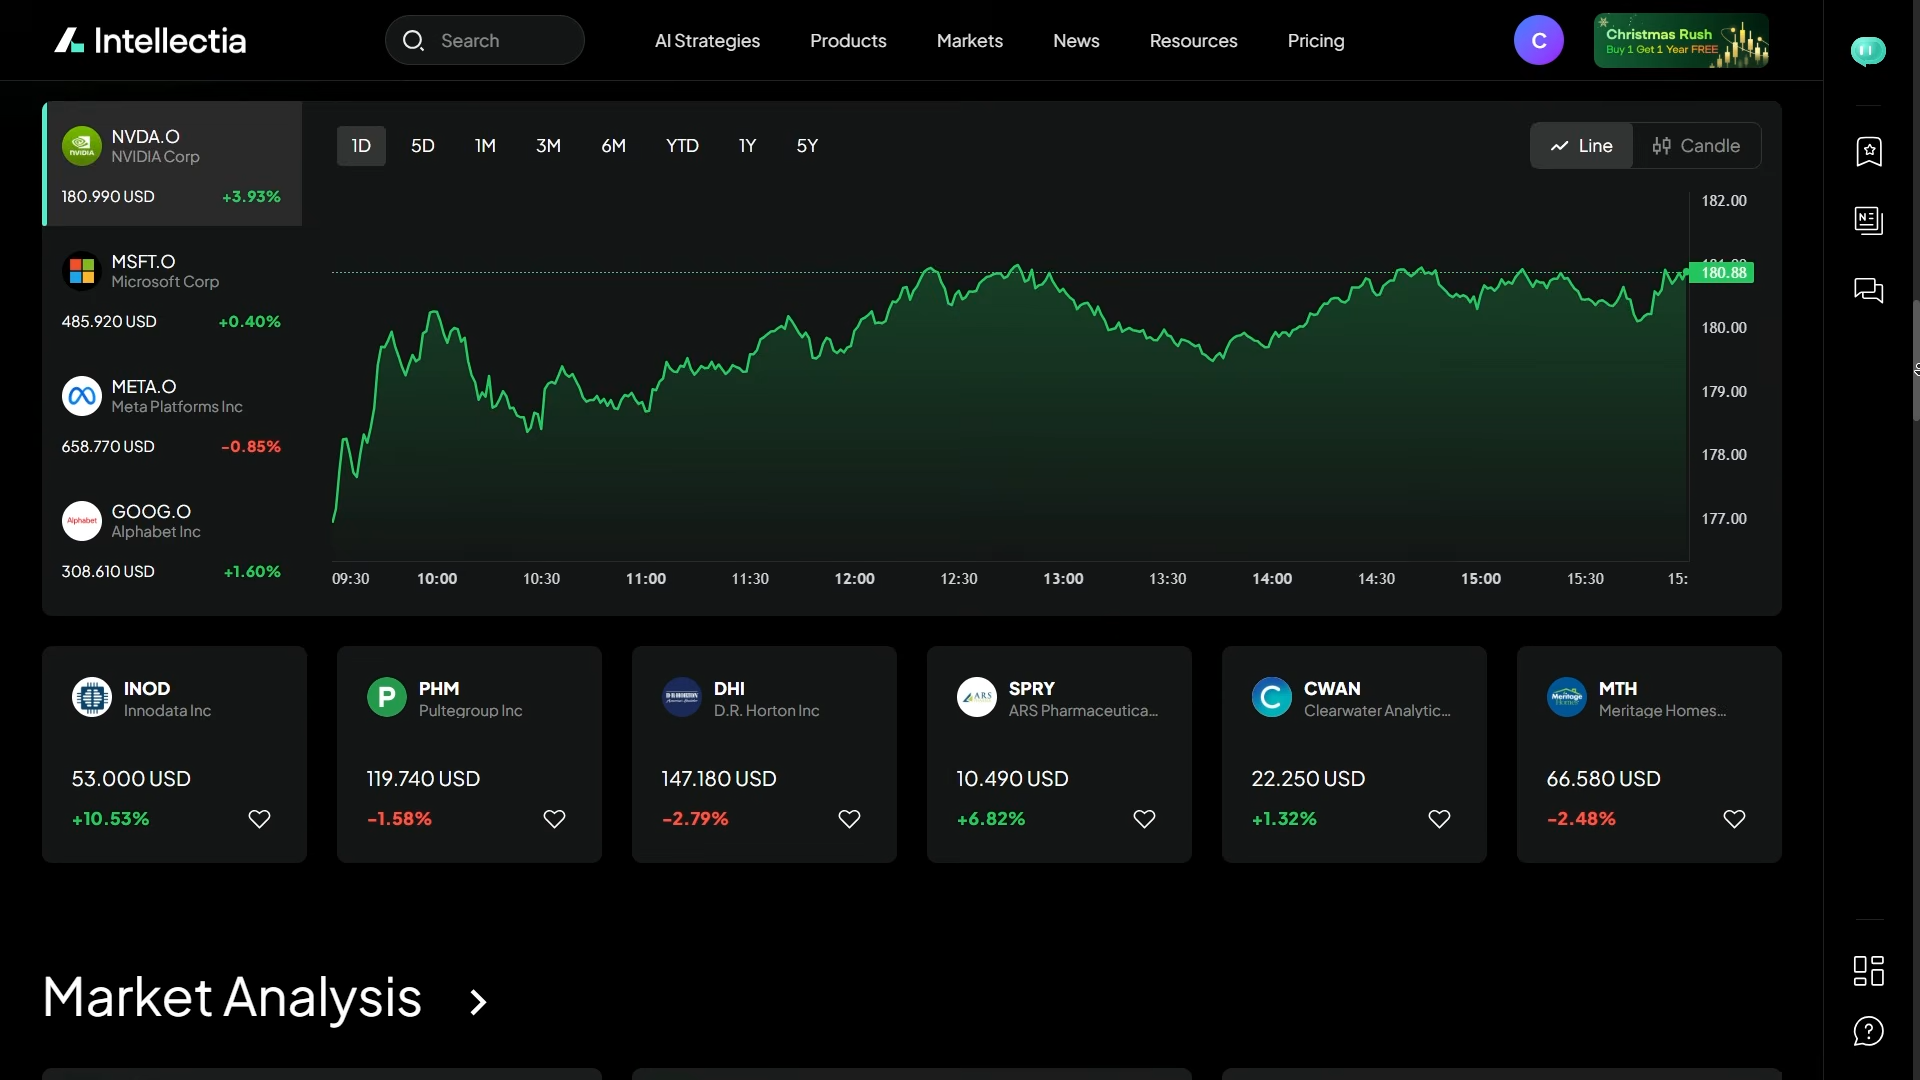 Intellectia
Search
AI Strategies
Products
Markets
News
Resources
Pricing
C
Christmas Rush
Buy 1 Get 1 Year FREE
NVDA.O
NVIDIA Corp
180.990 USD
+3.93%
MSFT.O
Microsoft Corp
485.920 USD
+0.40%
META.O
Meta Platforms Inc
658.770 USD
-0.85%
Alphabet
GOOG.O
Alphabet Inc
308.610 USD
+1.60%
1D
5D
1M
3M
6M
YTD
1Y
5Y
Line
Candle
182.00
180.88
180.00
179.00
178.00
177.00
09:30
10:00
10:30
11:00
11:30
12:00
12:30
13:00
13:30
14:00
14:30
15:00
15:30
15:
INOD
Innodata Inc
53.000 USD
+10.53%
P
PHM
Pultegroup Inc
119.740 USD
-1.58%
DHI
D.R. Horton Inc
147.180 USD
-2.79%
ARS
SPRY
ARS Pharmaceutica...
10.490 USD
+6.82%
C
CWAN
Clearwater Analytic...
22.250 USD
+1.32%
Meritage
Homes
MTH
Meritage Homes...
66.580 USD
-2.48%
Market Analysis